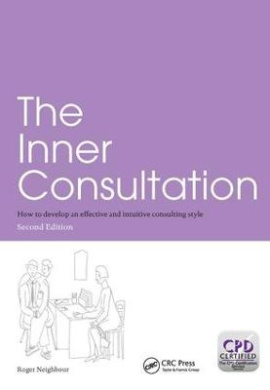 The
Inner
Consultation
How to develop an effective and intuitive consulting style
Second Edition
Roger Neighbour
CRC Press
Taylor & Francis Group
CPD
CERTIFIED